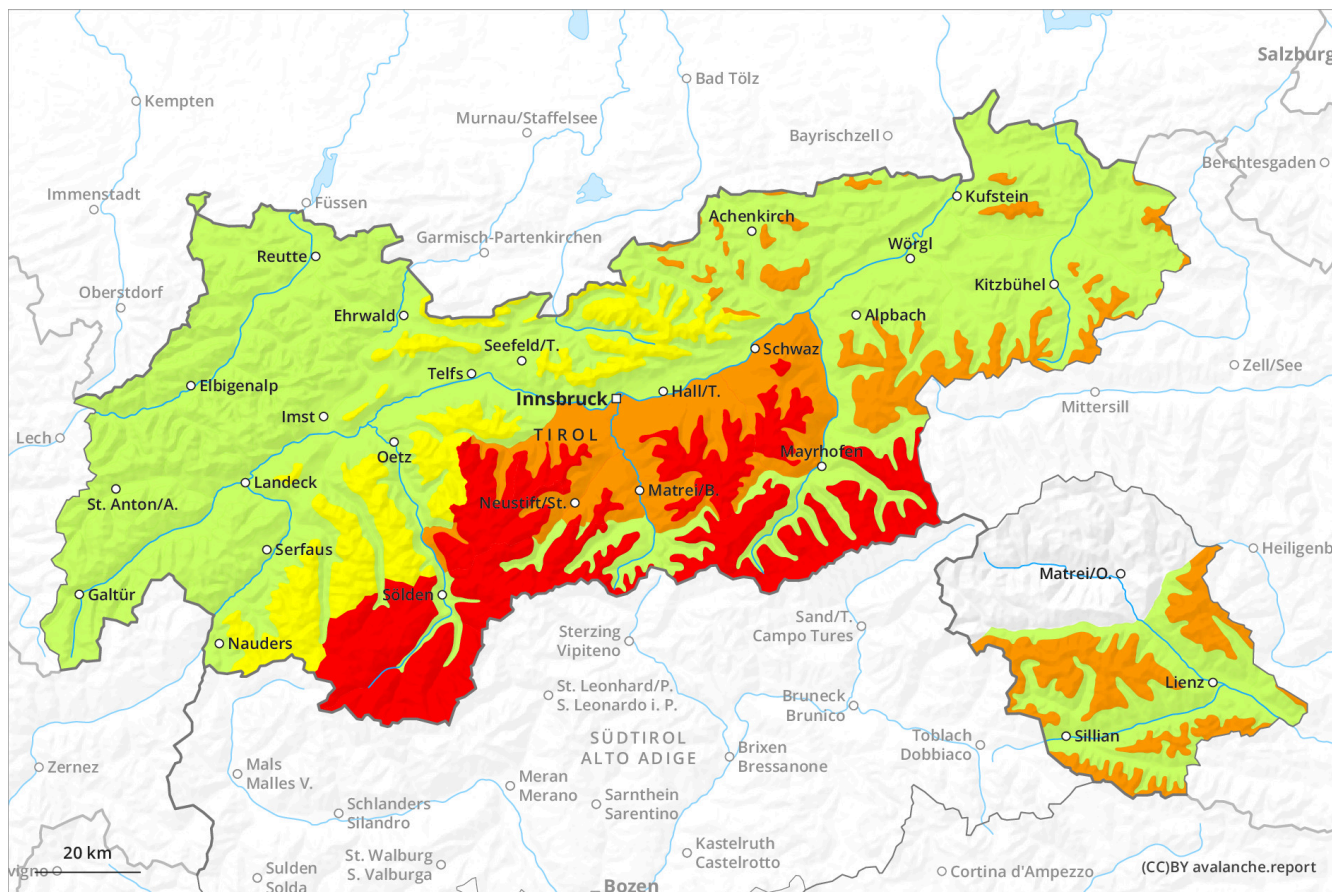 Salzburg
Bad Tölz
Kempten
Murnau/Staffelsee
Bayrischzell
Berchtesgaden
Immenstadt
Füssen
Kufstein
Achenkirch
Garmisch-Partenkirchen
Wörgl
Reutte
Oberstdorf
Kitzbühel
Ehrwald
Alpbach
Seefeld/T.
Schwaz
Zell/See
Telfs
Elbigenalp
Hall/T.
Innsbruck
Mittersill
Imst
TIROL
Lech
Oetz
Mayrhofen
Landeck
Matrei/B.
St. Anton/A.
Neustift/St.
Serfaus
Matrei/O.
Galtür
Sölden
Sand/T.
Campo Tures
Sterzing
Vipiteno
Nauders
Lienz
St. Leonhard/P.
S. Leonardo i. P.
Bruneck
Brunico
SÜDTIROL
ALTO ADIGE
Toblach
Dobbiaco
Sillian
Brixen
Bressanone
Zernez
Mals
Malles V.
Meran
Merano
Sarnthein
Sarentino
Schlanders
Silandro
Kastelruth
Castelrotto
20 km
St. Walburg
S. Valburga
Sulden
Solda
Cortina d'Ampezzo
(CC)BY avalanche.report
Bozen